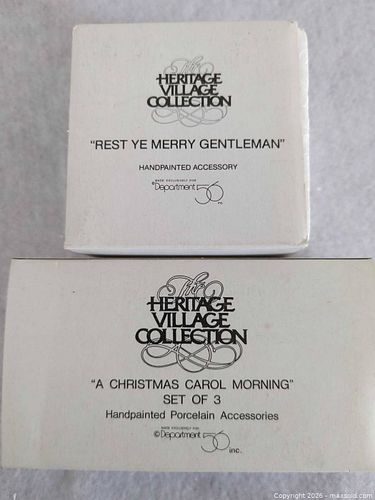 The
HERITAGE
VILLAGE
COLLECTION
"REST YE MERRY GENTLEMAN"
HANDPAINTED ACCESSORY
MADE EXCLUSIVELY FOR
©Department 56
The
HERITAGE
VILLAGE
COLLECTION
"A CHRISTMAS CAROL MORNING"
SET OF 3
Handpainted Porcelain Accessories
MADE EXCLUSIVELY FOR
©Department 56 inc.
Copyright 2026 - maxsold.com